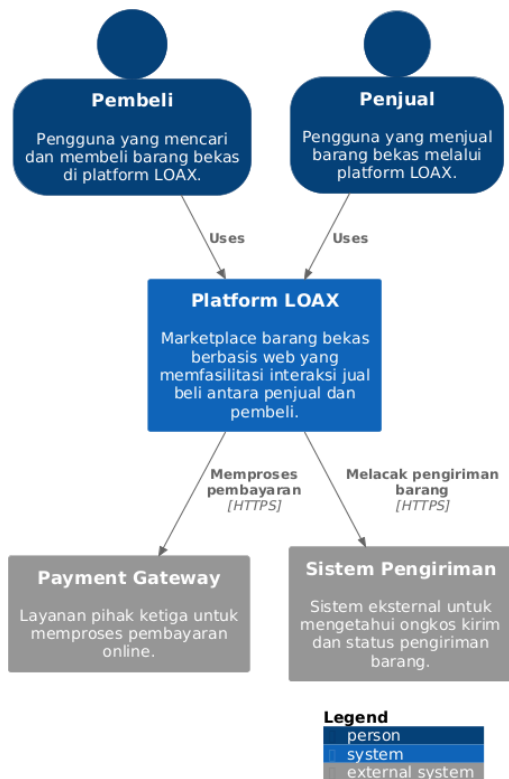 Pembeli
Pengguna yang mencari
dan membeli barang bekas
di platform LOAX.
Penjual
Pengguna yang menjual
barang bekas melalui
platform LOAX.
Uses
Uses
Platform LOAX
Marketplace barang bekas
berbasis web yang
memfasilitasi interaksi jual
beli antara penjual dan
pembeli.
Memproses
pembayaran
[HTTPS]
Melacak pengiriman
barang
[HTTPS]
Payment Gateway
Layanan pihak ketiga untuk
memproses pembayaran
online.
Sistem Pengiriman
Sistem eksternal untuk
mengetahui ongkos kirim
dan status pengiriman
barang.
Legend
person
system
external system